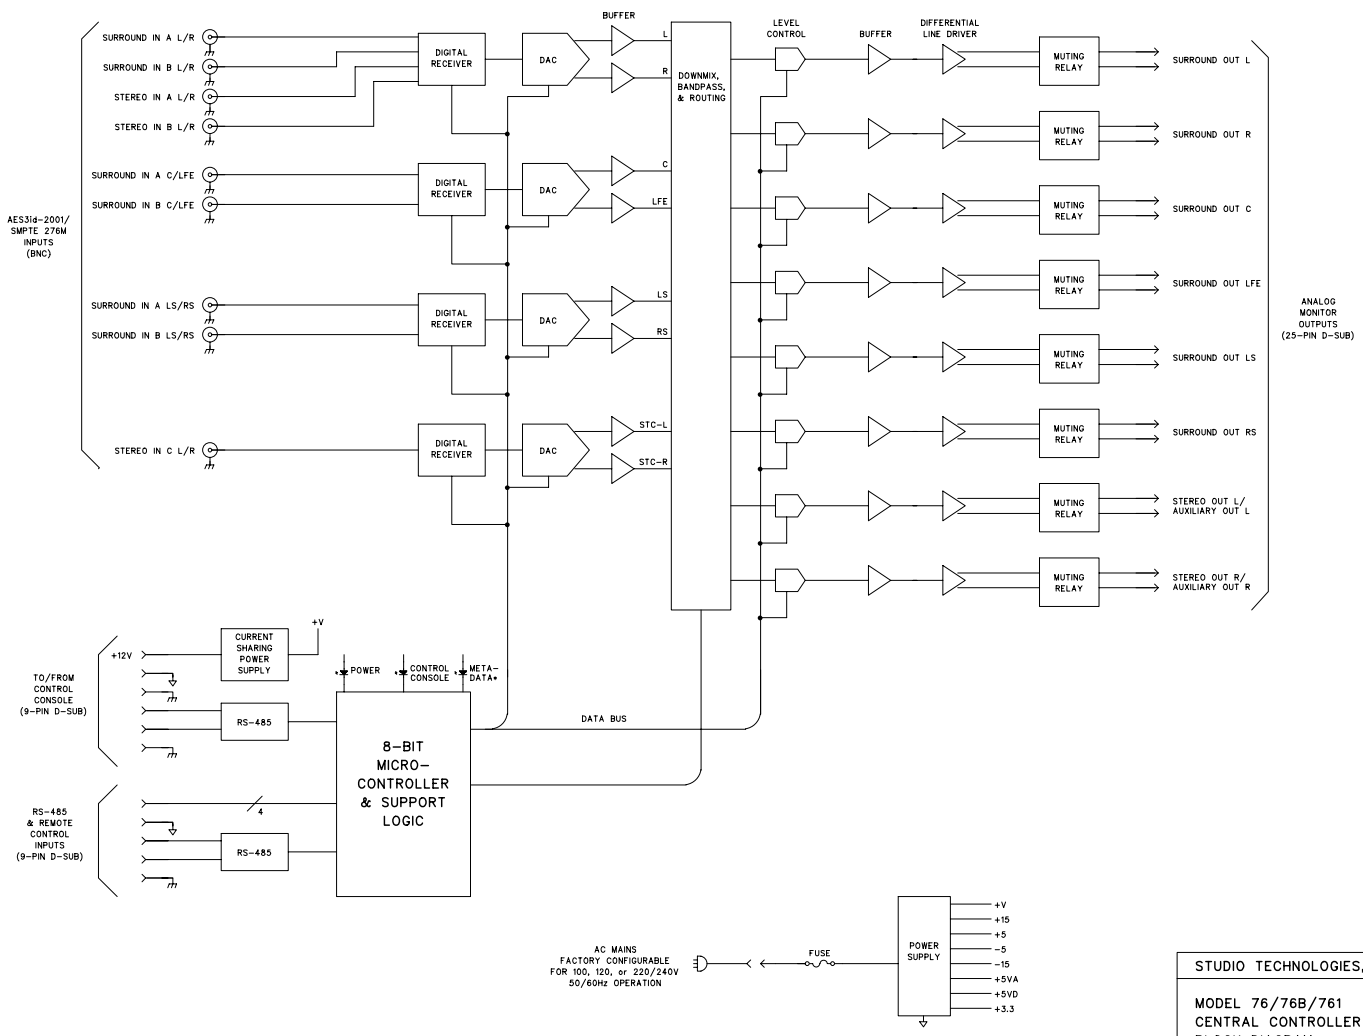 BUFFER
LEVEL
CONTROL
BUFFER
DIFFERENTIAL
LINE DRIVER
SURROUND IN A L/R
SURROUND IN B L/R
STEREO IN A L/R
STEREO IN B L/R
DIGITAL
RECEIVER
DAC
L
R
DOWNMIX,
BANDPASS,
& ROUTING
MUTING
RELAY
SURROUND OUT L
MUTING
RELAY
SURROUND OUT R
SURROUND IN A C/LFE
SURROUND IN B C/LFE
DIGITAL
RECEIVER
DAC
C
LFE
MUTING
RELAY
SURROUND OUT C
AES3id-2001/
SMPTE 276M
INPUTS
(BNC)
MUTING
RELAY
SURROUND OUT LFE
SURROUND IN A LS/RS
SURROUND IN B LS/RS
DIGITAL
RECEIVER
DAC
LS
RS
ANALOG
MONITOR
OUTPUTS
(25-PIN D-SUB)
MUTING
RELAY
SURROUND OUT LS
STEREO IN C L/R
DIGITAL
RECEIVER
DAC
STC-L
STC-R
MUTING
RELAY
SURROUND OUT RS
MUTING
RELAY
STEREO OUT L/
AUXILIARY OUT L
MUTING
RELAY
STEREO OUT R/
AUXILIARY OUT R
TO/FROM
CONTROL
CONSOLE
(9-PIN D-SUB)
+12V
CURRENT
SHARING
POWER
SUPPLY
+V
RS-485
POWER
CONTROL
CONSOLE
META-
DATA*
DATA BUS
8-BIT
MICRO-
CONTROLLER
& SUPPORT
LOGIC
RS-485
& REMOTE
CONTROL
INPUTS
(9-PIN D-SUB)
4
RS-485
AC MAINS
FACTORY CONFIGURABLE
FOR 100, 120, or 220/240V
50/60Hz OPERATION
FUSE
POWER
SUPPLY
+V
+15
+5
-5
-15
+5VA
+5VD
+3.3
STUDIO TECHNOLOGIES,
MODEL 76/76B/761
CENTRAL CONTROLLER